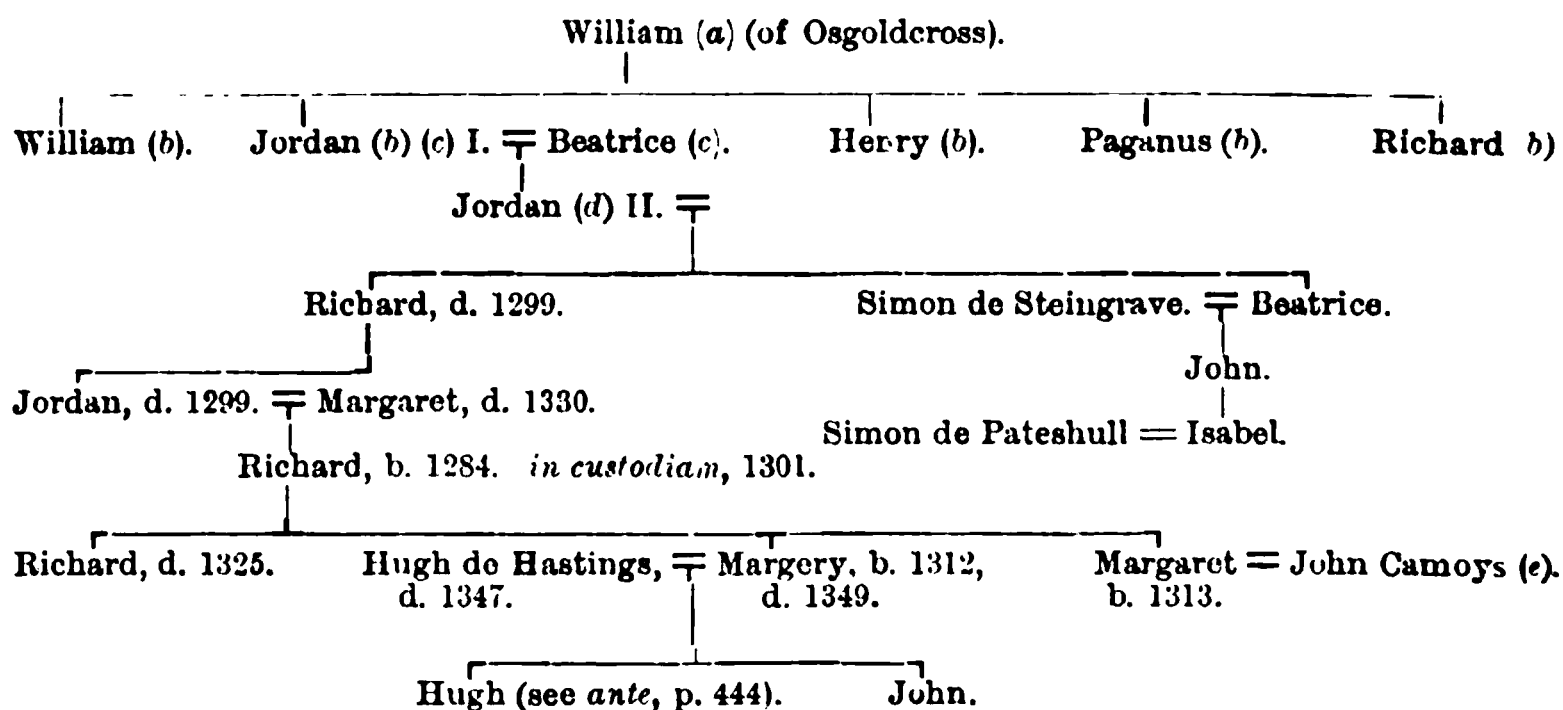 William (a) (of Osgoldcross).
William (b). Jordan (b) (c) I. = Beatrice (c). Henry (b). Paganus (b). Richard b)
Jordan (d) II. =
Richard, d. 1299. Simon de Steingrave. = Beatrice.
John.
Jordan, d. 1299. = Margaret, d. 1330.
Simon de Pateshull = Isabel.
Richard, b. 1284. in custodiam, 1301.
Richard, d. 1325. Hugh de Hastings, = Margery, b. 1312, Margaret = John Camoys (e).
d. 1347. d. 1349. b. 1313.
Hugh (see ante, p. 444). John.